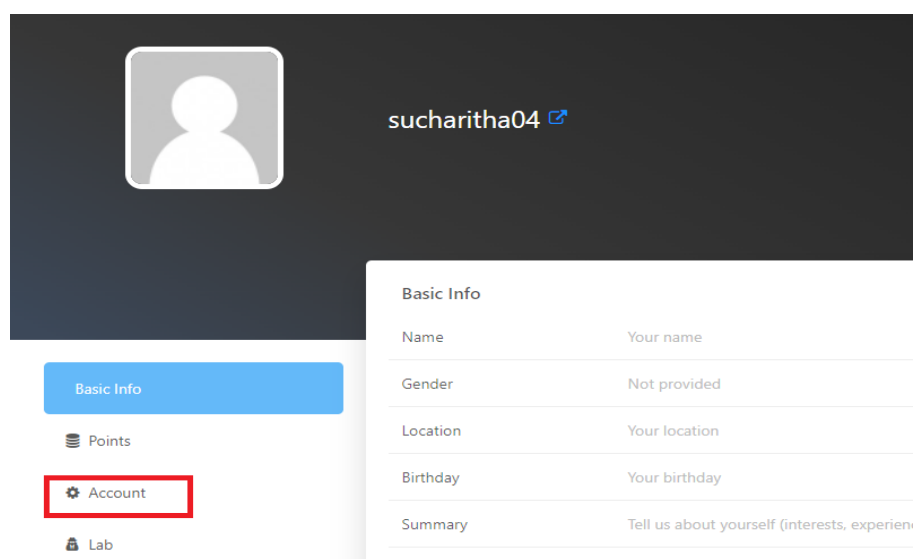 sucharitha04
Basic Info
Points
Account
Lab
Basic Info
Name Your name
Gender Not provided
Location Your location
Birthday Your birthday
Summary Tell us about yourself (interests, experien